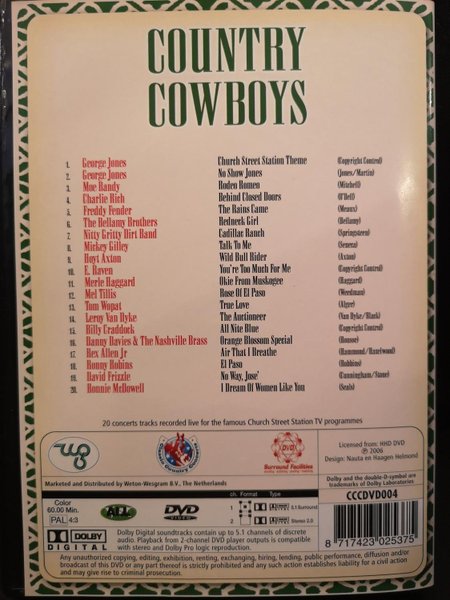 COUNTRY
COWBOYS
1. George Jones Church Street Station Theme (Copyright Control)
2. George Jones No Show Jones (Jones/Martin)
3. Moe Bandy Rodeo Romeo (Mitchell)
4. Charlie Rich Behind Closed Doors (O'Dell)
5. Freddy Fender The Rains Came (Meaux)
6. The Bellamy Brothers Redneck Girl (Bellamy)
7. Nitty Gritty Dirt Band Cadillac Ranch (Springsteen)
8. Mickey Gilley Talk To Me (Seneca)
9. Hoyt Axton Wild Bull Rider (Axton)
10. E. Raven You're Too Much For Me (Copyright Control)
11. Merle Haggard Okie From Muskogee (Haggard)
12. Mel Tillis Rose Of El Paso (Weedman)
13. Tom Wopat True Love (Algee)
14. Leroy Van Dyke The Auctioneer (Van Dyke/Black)
15. Billy Craddock All Nite Blue (Copyright Control)
16. Danny Davies & The Nashville Brass Orange Blossom Special (Rousse)
17. Rex Allen Jr Air That I Breathe (Hammond/Hazelwood)
18. Ronny Robins El Paso (Robbins)
19. David Frizzle No Way, Jose' (Cunningham/Stone)
20. Ronnie McDowell I Dream Of Women Like You (Seals)
20 concerts tracks recorded live for the famous Church Street Station TV programmes
wg
DVD
Surround Facilities
Licensed from: HHD DVD
℗ 2006
Design: Nauta en Haagen Helmond
Marketed and Distributed by Weton-Wesgram B.V., The Netherlands
Dolby and the double-D-symbol are
trademarks of Dolby Laboratories
CCCDVD004
Color
60.00 Min.
PAL 4:3
ALL
DVD
VIDEO
ch. Format Type
1 5.1 Surround
2 Stereo 2.0
DOLBY
DIGITAL
Dolby Digital soundtracks contain up to 5.1 channels of discrete
audio. Playback from 2-channel DVD player outputs is compatible
with stereo and Dolby Pro logic reproduction.
8 717423 025375
Any unauthorized copying, editing, exhibition, renting, exchanging, hiring, lending, public performance, diffusion and/or
broadcast of this DVD or any part thereof is strictly prohibited and any such action establishes liability for a civil action
and may give rise to criminal prosecution.